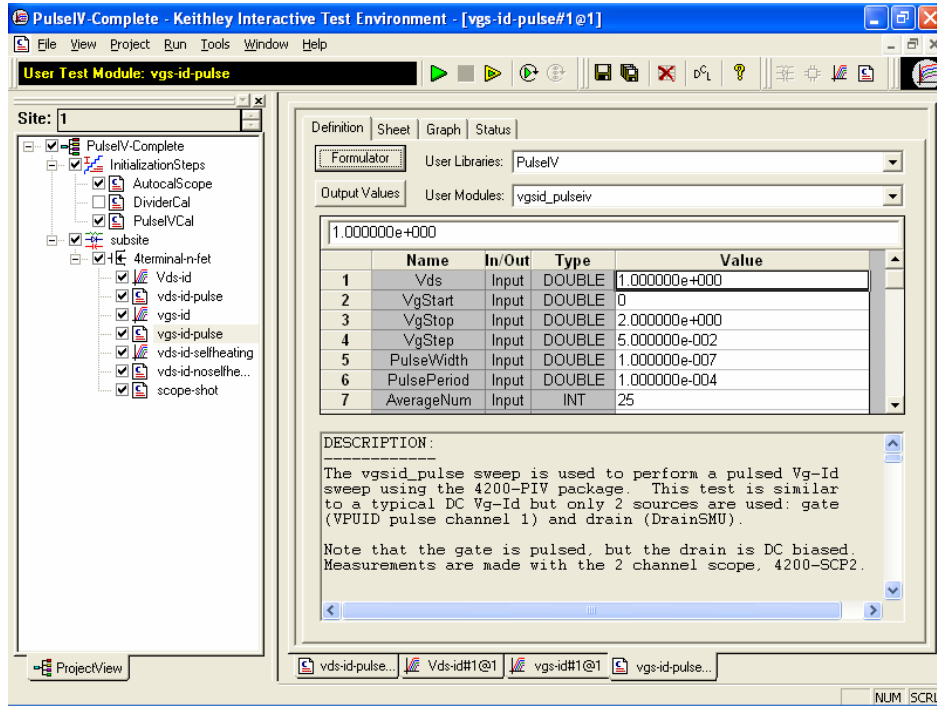 PulseIV-Complete - Keithley Interactive Test Environment - [vgs-id-pulse#1@1]
File View Project Run Tools Window Help
User Test Module: vgs-id-pulse
Site: 1
PulseIV-Complete
InitializationSteps
AutocalScope
DividerCal
PulseIVCal
subsite
4terminal-n-fet
Vds-id
vds-id-pulse
vgs-id
vgs-id-pulse
vds-id-selfheating
vds-id-noselfhe...
scope-shot
ProjectView
Definition Sheet Graph Status
Formulator User Libraries: PulseIV
Output Values User Modules: vgsid_pulseiv
1.000000e+000
Name In/Out Type Value
1 Vds Input DOUBLE 1.000000e+000
2 VgStart Input DOUBLE 0
3 VgStop Input DOUBLE 2.000000e+000
4 VgStep Input DOUBLE 5.000000e-002
5 PulseWidth Input DOUBLE 1.000000e-007
6 PulsePeriod Input DOUBLE 1.000000e-004
7 AverageNum Input INT 25
DESCRIPTION:
------------
The vgsid_pulse sweep is used to perform a pulsed Vg-Id
sweep using the 4200-PIV package. This test is similar
to a typical DC Vg-Id but only 2 sources are used: gate
(VPUID pulse channel 1) and drain (DrainSMU).
Note that the gate is pulsed, but the drain is DC biased.
Measurements are made with the 2 channel scope, 4200-SCP2.
vds-id-pulse... Vds-id#1@1 vgs-id#1@1 vgs-id-pulse...
NUM SCRL